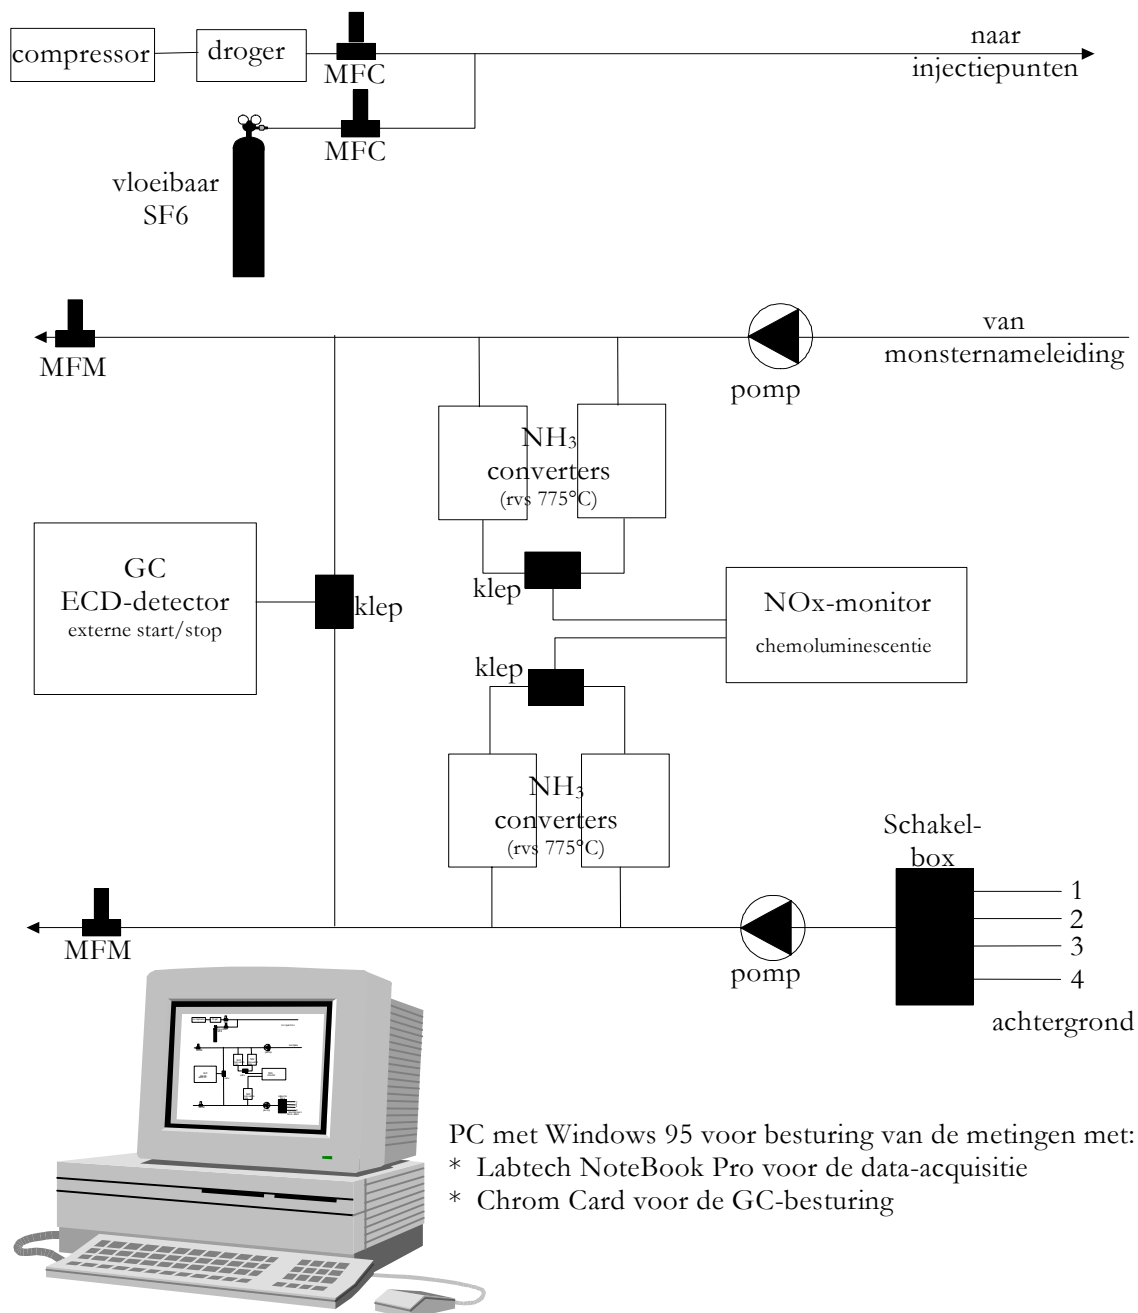 compressor
droger
MFC
naar
injectiepunten
MFC
vloeibaar
SF6
MFM
pomp
van
monsternameleiding
NH₃
converters
(rvs 775°C)
GC
ECD-detector
externe start/stop
klep
klep
NOx-monitor
chemoluminescentie
klep
NH₃
converters
(rvs 775°C)
Schakel-
box
1
2
3
4
MFM
pomp
achtergrond
PC met Windows 95 voor besturing van de metingen met:
* Labtech NoteBook Pro voor de data-acquisitie
* Chrom Card voor de GC-besturing